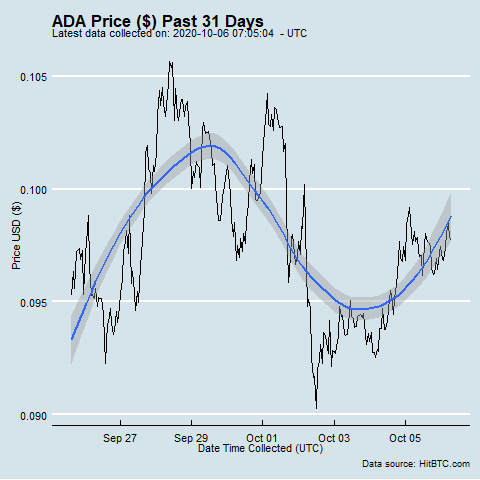 ADA Price ($) Past 31 Days
Latest data collected on: 2020-10-06 07:05:04 - UTC
0.105
0.100
0.095
0.090
Price USD ($)
Sep 27 Sep 29 Oct 01 Oct 03 Oct 05
Date Time Collected (UTC)
Data source: HitBTC.com